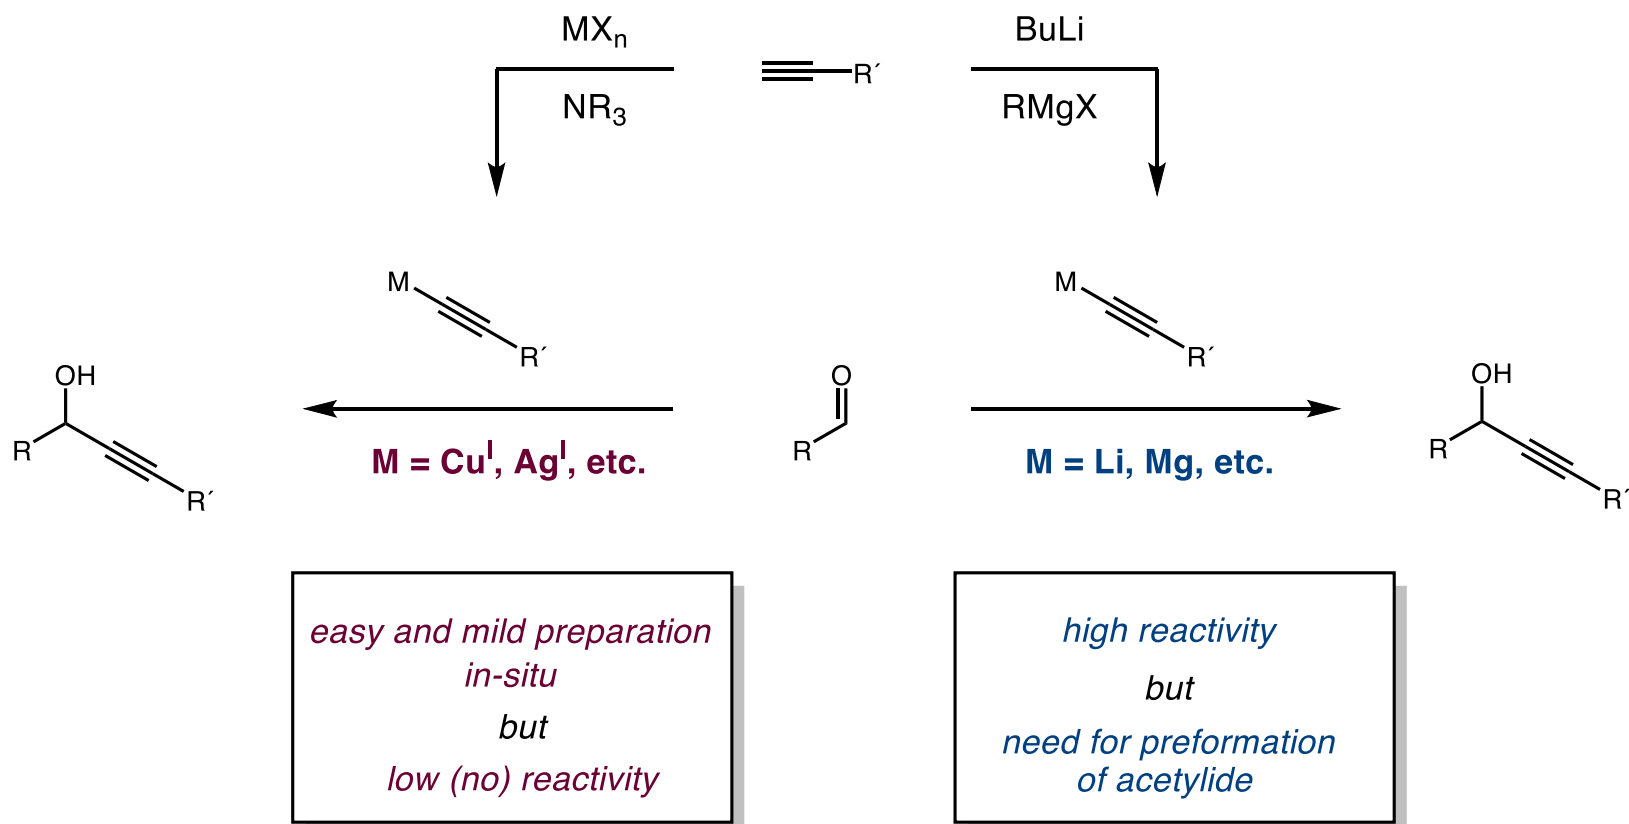 MXₙ
BuLi
R´
NR₃
RMgX
M
R´
M
R´
OH
R
R´
O
R
OH
R
R´
M = Cuᴵ, Agᴵ, etc.
M = Li, Mg, etc.
easy and mild preparation
in-situ
but
low (no) reactivity
high reactivity
but
need for preformation
of acetylide